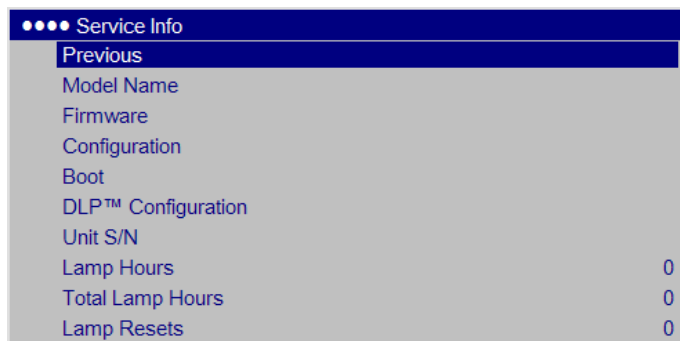 ●●●● Service Info
Previous
Model Name
Firmware
Configuration
Boot
DLP™ Configuration
Unit S/N
Lamp Hours 0
Total Lamp Hours 0
Lamp Resets 0